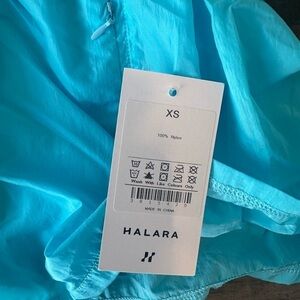 XS
100% Nylon
Wash With Like Colours Only
MADE IN CHINA
HALARA